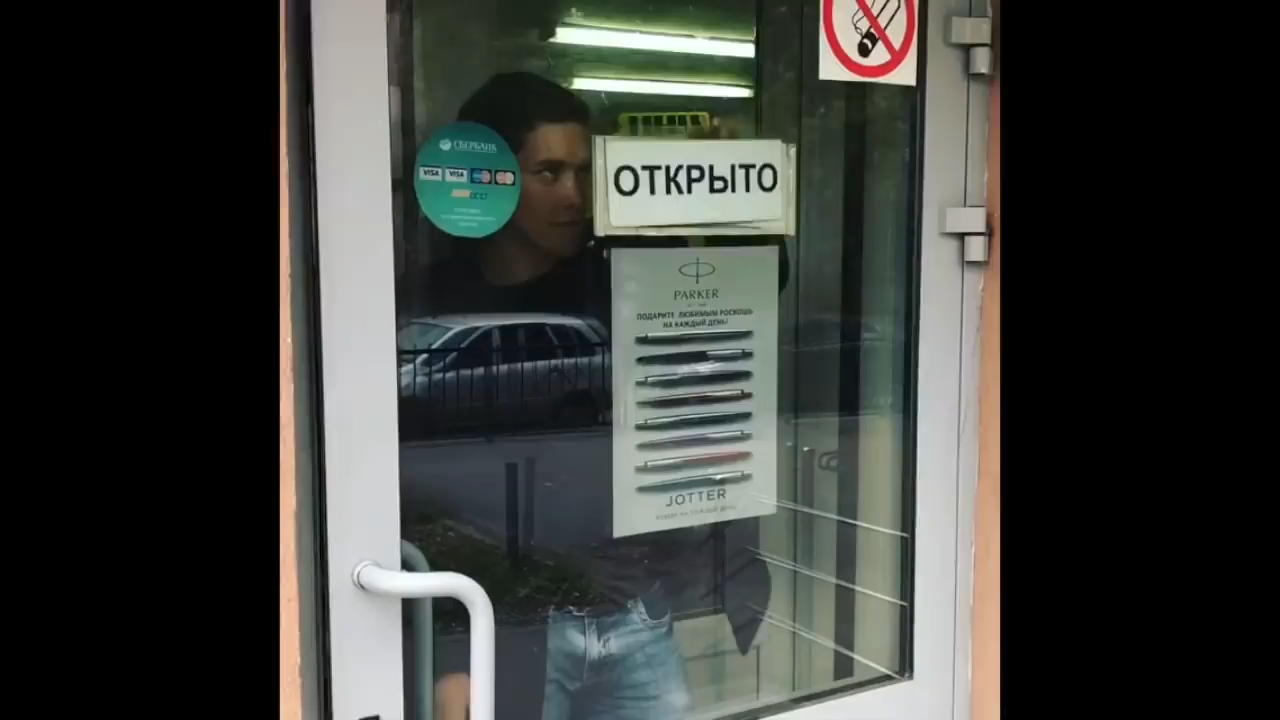 СБЕРБАНК
VISA VISA
ОТКРЫТО
PARKER
ПОДАРИТЕ ЛЮБИМЫМ РОСКОШЬ
НА КАЖДЫЙ ДЕНЬ!
JOTTER